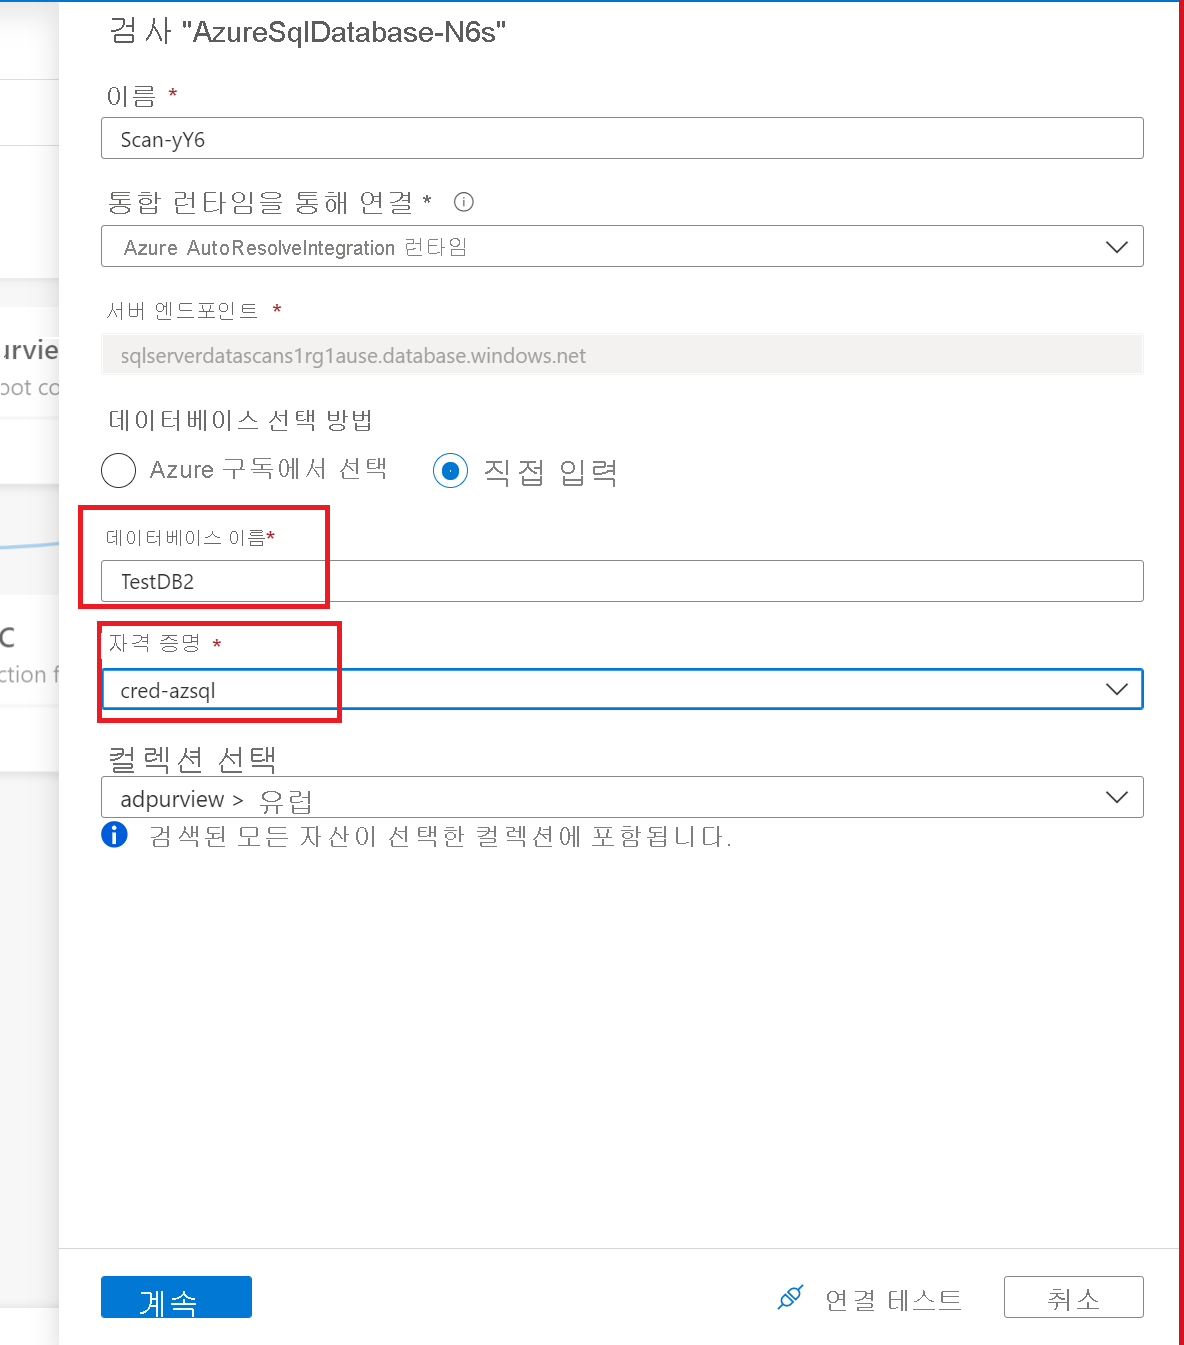 검사 "AzureSqlDatabase-N6s"
이름 *
Scan-yY6
통합 런타임을 통해 연결 *
Azure AutoResolveIntegration 런타임
서버 엔드포인트 *
sqlserverdatascans1rg1ause.database.windows.net
urvie
oot co
데이터베이스 선택 방법
Azure 구독에서 선택 직접 입력
데이터베이스 이름*
TestDB2
C
자격 증명 *
ction f
cred-azsql
컬렉션 선택
adpurview > 유럽
검색된 모든 자산이 선택한 컬렉션에 포함됩니다.
계속 연결 테스트 취소